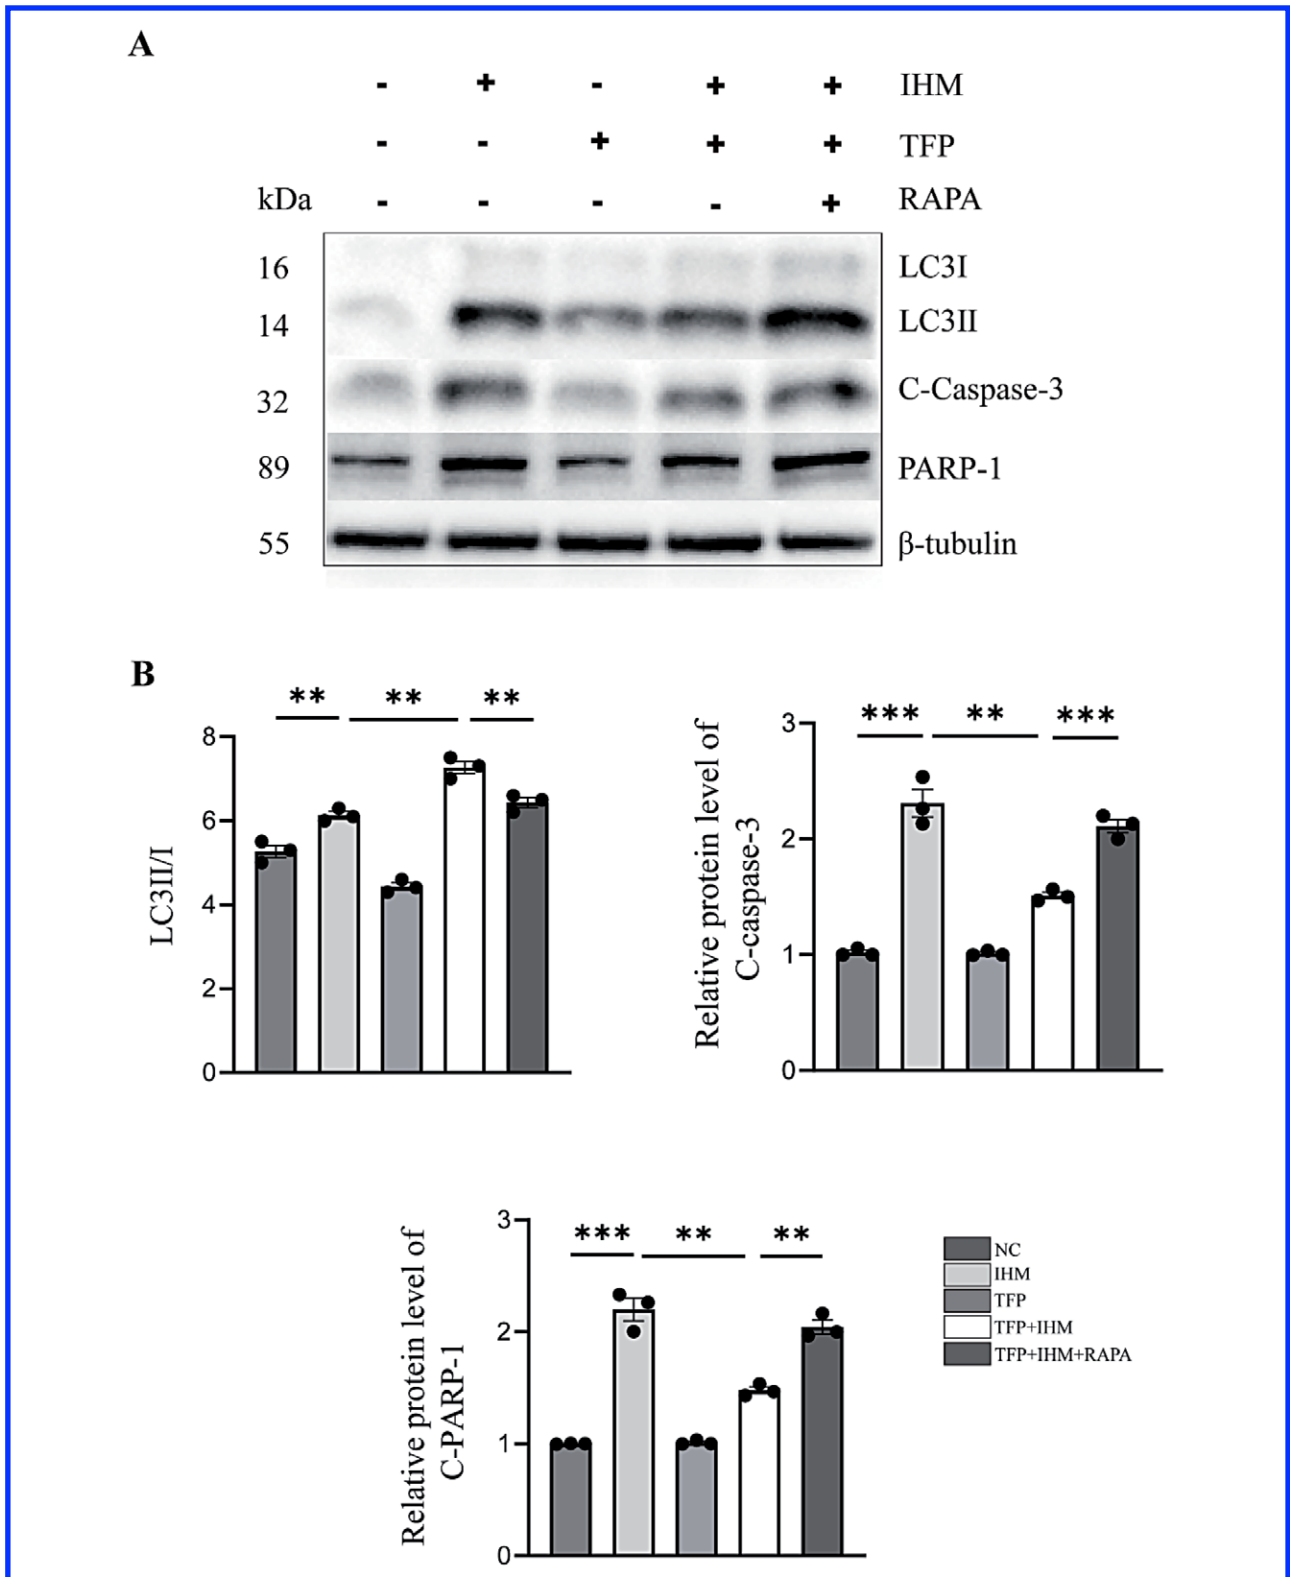 A
- + - + + IHM
- - + + + TFP
kDa - - - - + RAPA
16 LC3I
14 LC3II
32 C-Caspase-3
89 PARP-1
55 β-tubulin
B
** ** **
8
6
4
2
0
LC3II/I
*** ** ***
3
2
1
0
Relative protein level of
C-caspase-3
*** ** **
3
2
1
0
Relative protein level of
C-PARP-1
NC
IHM
TFP
TFP+IHM
TFP+IHM+RAPA